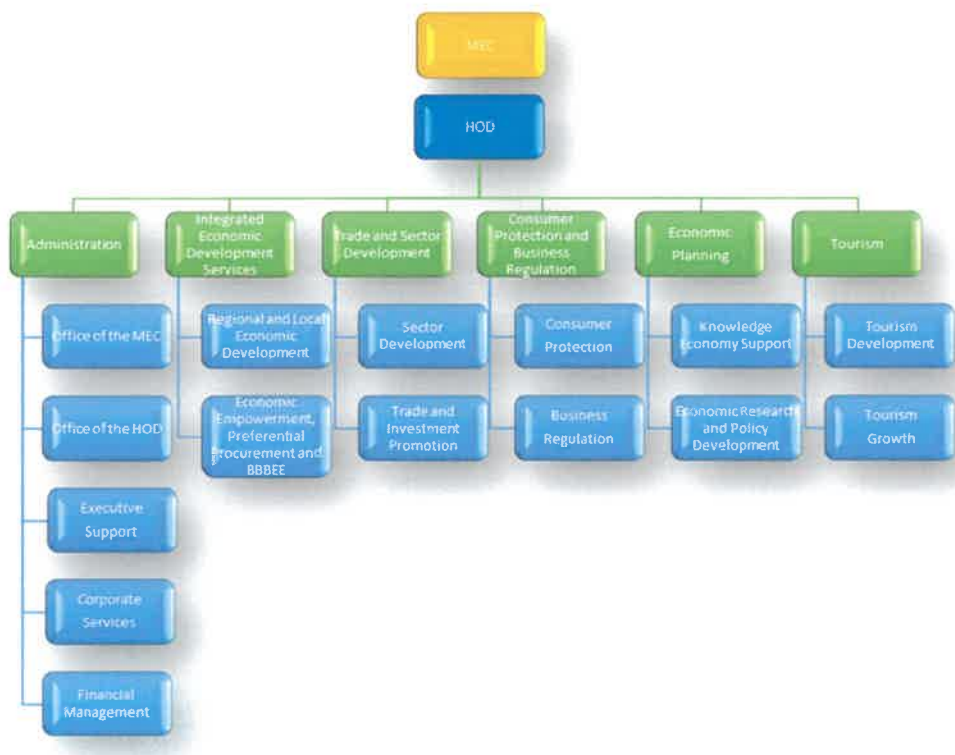 MEC
HOD
Administration
Integrated
Economic
Development
Services
Trade and Sector
Development
Consumer
Protection and
Business
Regulation
Economic
Planning
Tourism
Office of the MEC
Regional and Local
Economic
Development
Sector
Development
Consumer
Protection
Knowledge
Economy Support
Tourism
Development
Office of the HOD
Economic
Empowerment,
Preferential
Procurement and
BBBEE
Trade and
Investment
Promotion
Business
Regulation
Economic Research
and Policy
Development
Tourism
Growth
Executive
Support
Corporate
Services
Financial
Management